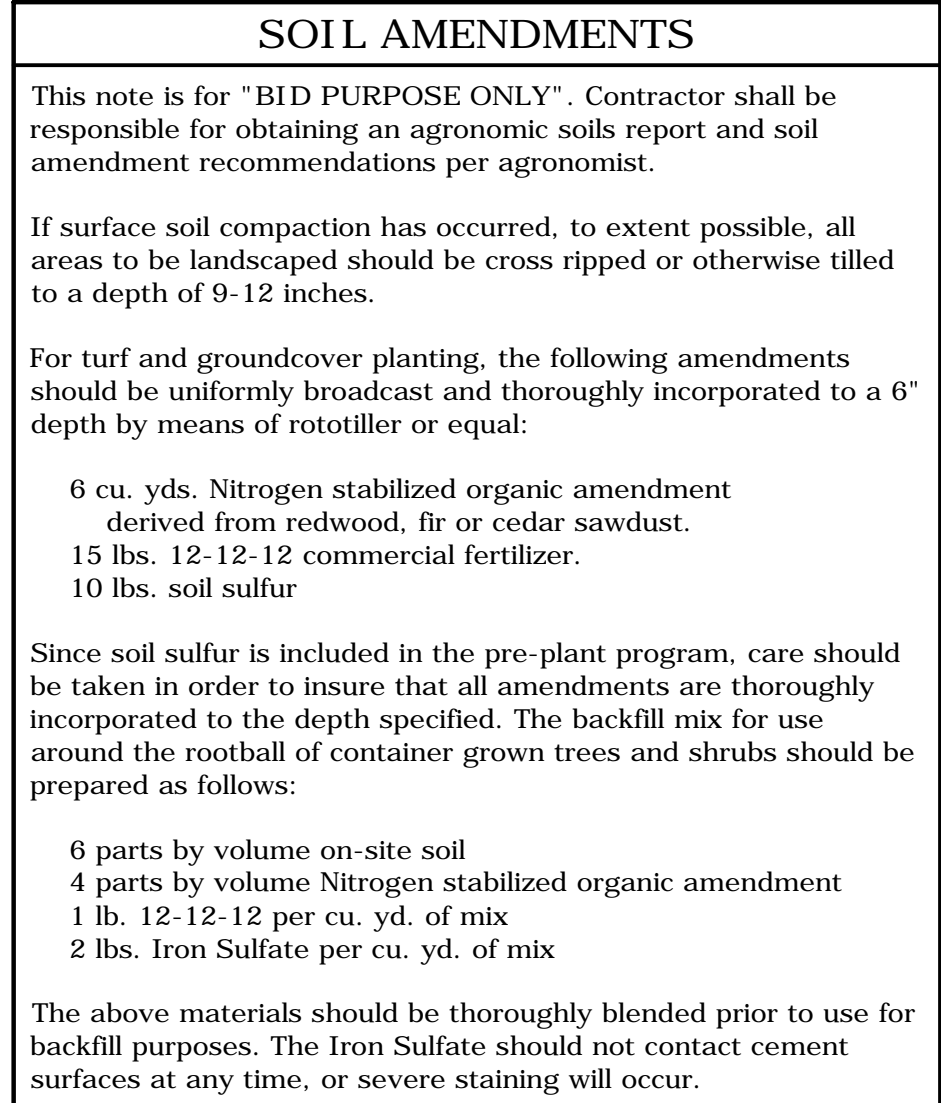 SOIL AMENDMENTS
This note is for "BID PURPOSE ONLY". Contractor shall be
responsible for obtaining an agronomic soils report and soil
amendment recommendations per agronomist.
If surface soil compaction has occurred, to extent possible, all
areas to be landscaped should be cross ripped or otherwise tilled
to a depth of 9-12 inches.
For turf and groundcover planting, the following amendments
should be uniformly broadcast and thoroughly incorporated to a 6"
depth by means of rototiller or equal:
6 cu. yds. Nitrogen stabilized organic amendment
derived from redwood, fir or cedar sawdust.
15 lbs. 12-12-12 commercial fertilizer.
10 lbs. soil sulfur
Since soil sulfur is included in the pre-plant program, care should
be taken in order to insure that all amendments are thoroughly
incorporated to the depth specified. The backfill mix for use
around the rootball of container grown trees and shrubs should be
prepared as follows:
6 parts by volume on-site soil
4 parts by volume Nitrogen stabilized organic amendment
1 lb. 12-12-12 per cu. yd. of mix
2 lbs. Iron Sulfate per cu. yd. of mix
The above materials should be thoroughly blended prior to use for
backfill purposes. The Iron Sulfate should not contact cement
surfaces at any time, or severe staining will occur.